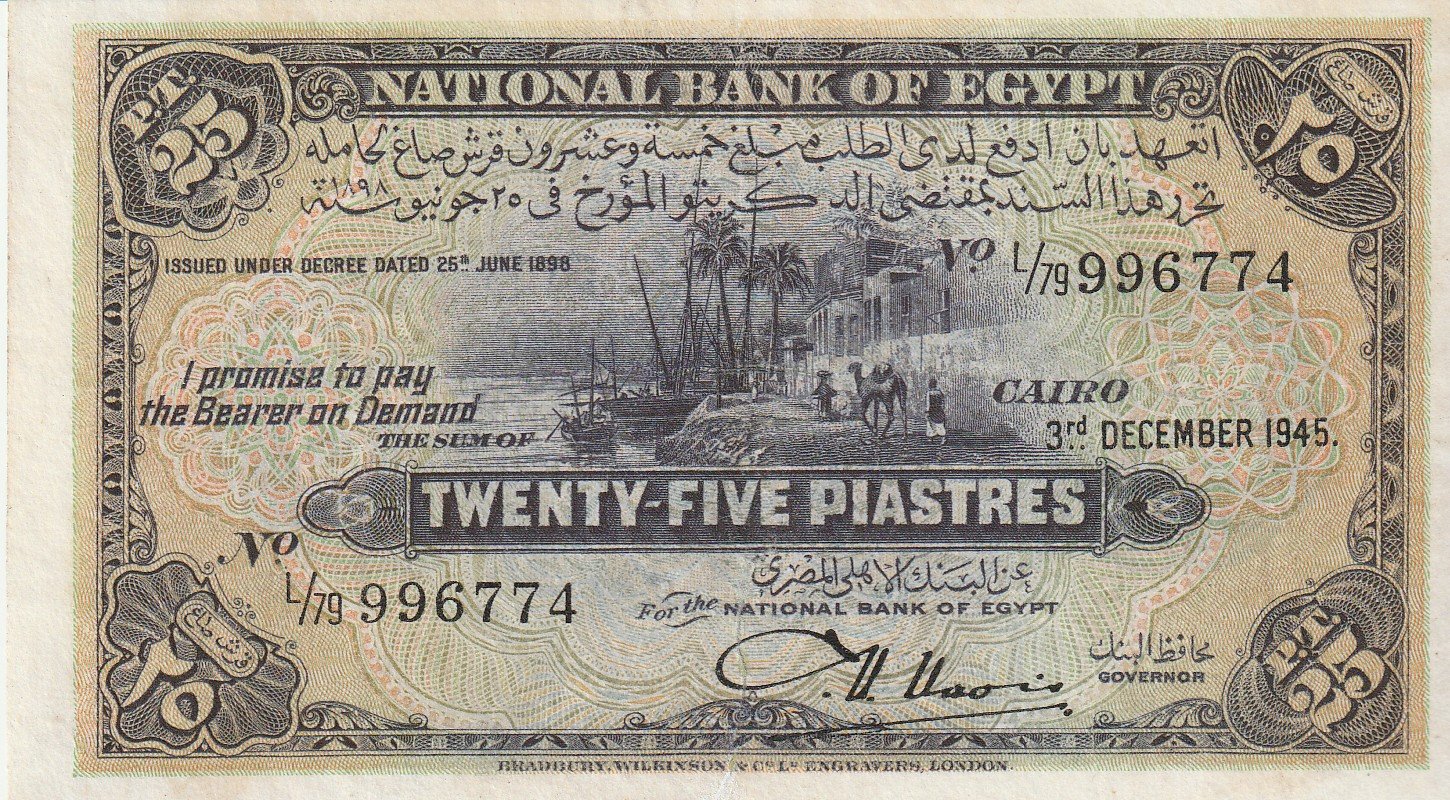 NATIONAL BANK OF EGYPT
P.T. 25
قرش صاغ ٢٥
اتعهد بان ادفع لدى الطلب مبلغ خمسة وعشرون قرش صاغ لحامله
تحرر هذا السند بمقتضى الدكريتو المؤرخ فى ٢٥ جونيو سنة ١٨٩٨
ISSUED UNDER DECREE DATED 25th JUNE 1898
No L/79 996774
I promise to pay
the Bearer on Demand
THE SUM OF
CAIRO
3rd DECEMBER 1945.
TWENTY-FIVE PIASTRES
No L/79 996774
عن البنك الاهلى المصرى
For the NATIONAL BANK OF EGYPT
محافظ البنك
GOVERNOR
قرش صاغ ٢٥
P.T. 25
BRADBURY, WILKINSON & Co. Ld. ENGRAVERS, LONDON.